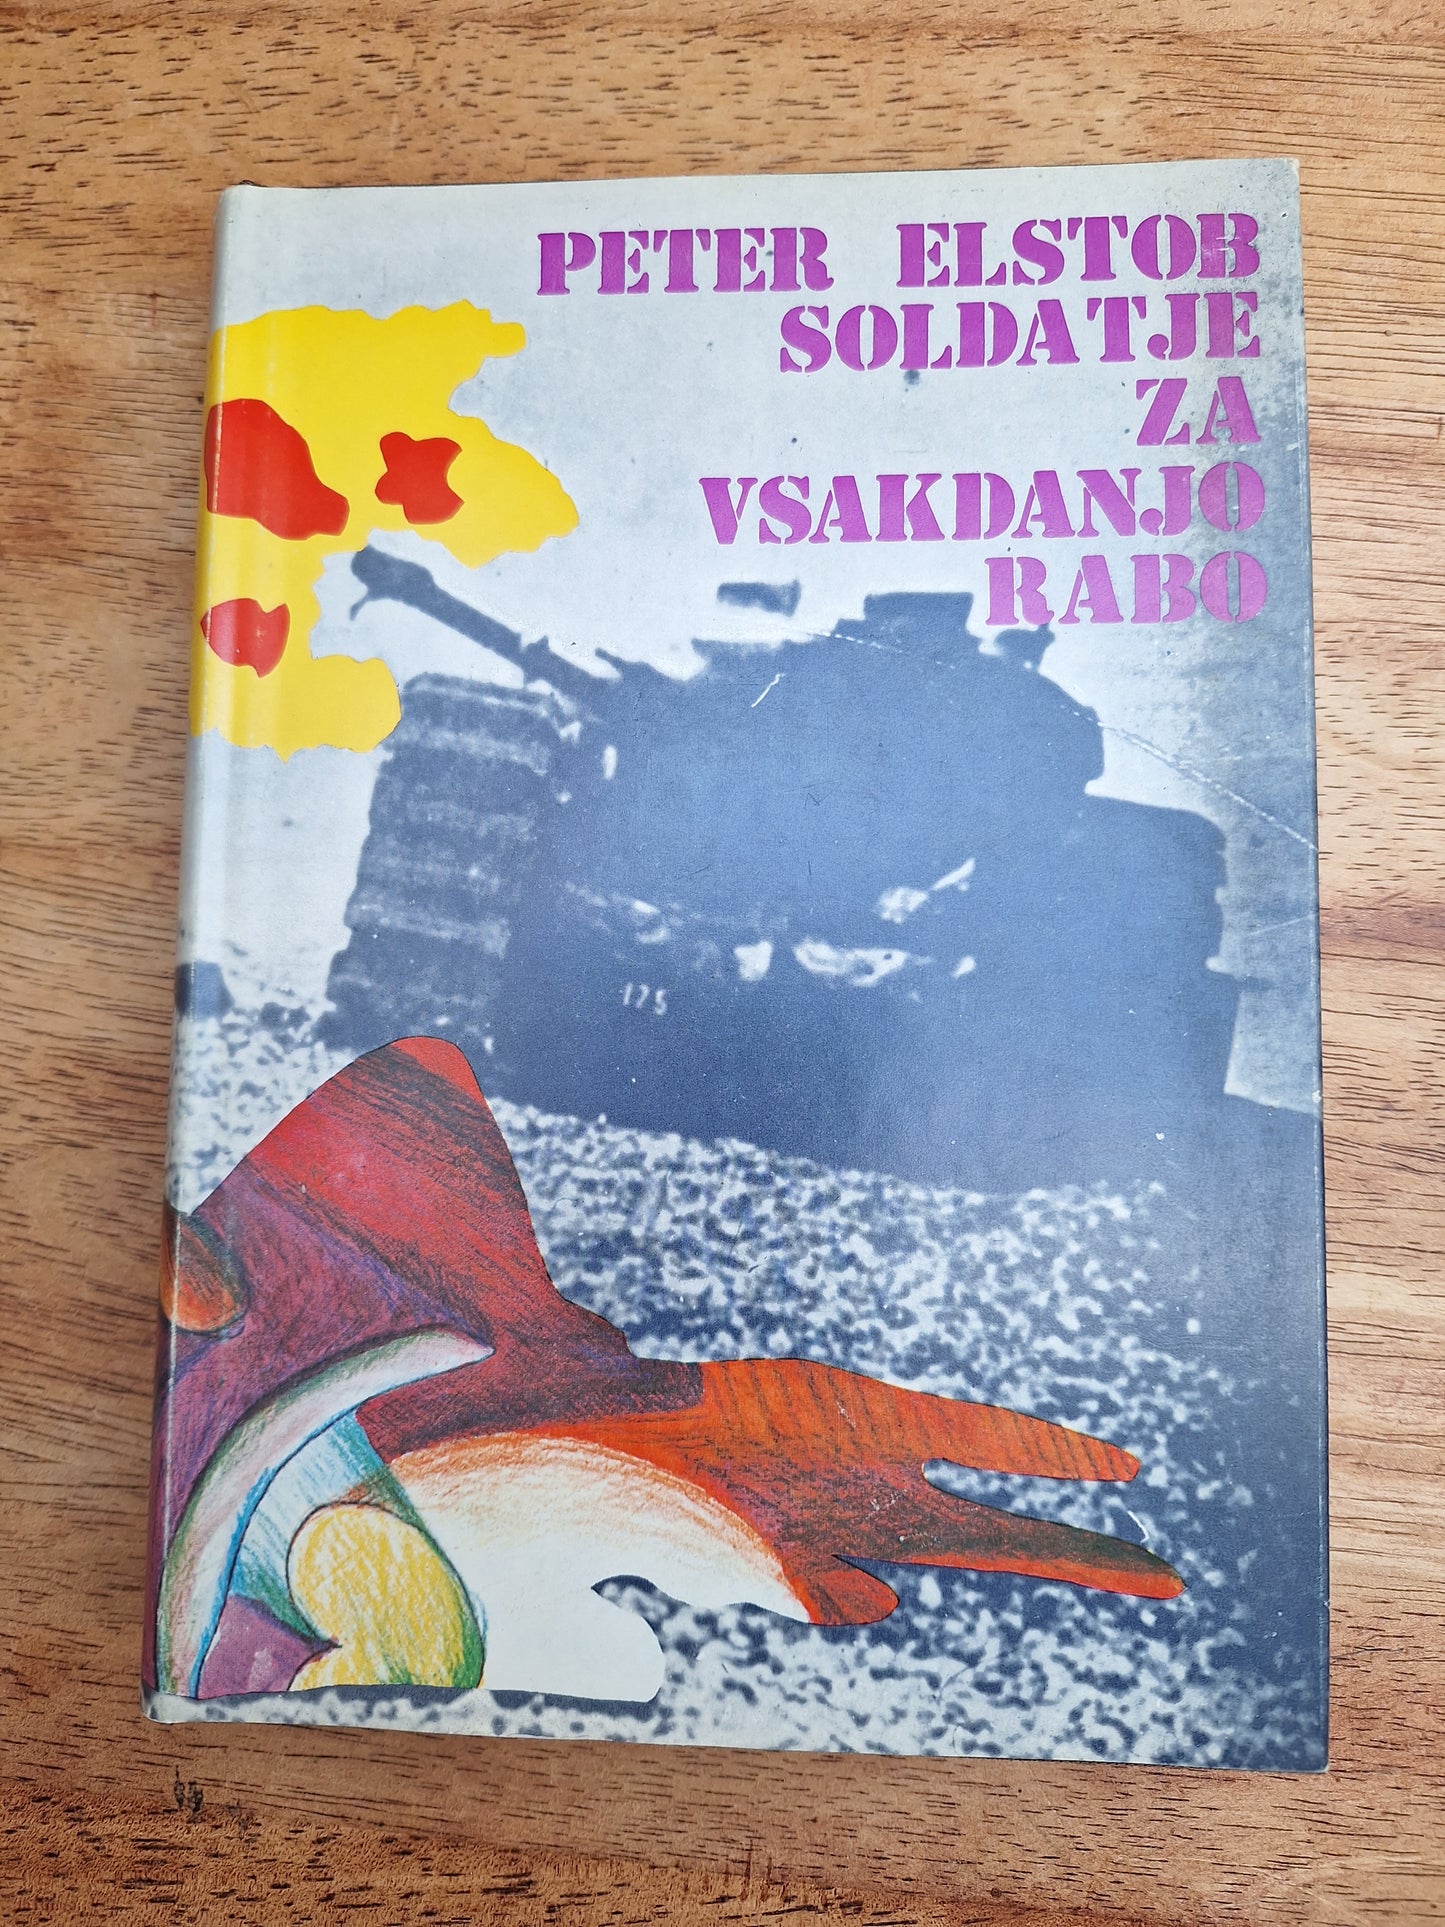 PETER ELSTOB
SOLDATJE
ZA
VSAKDANJO
RABO
175